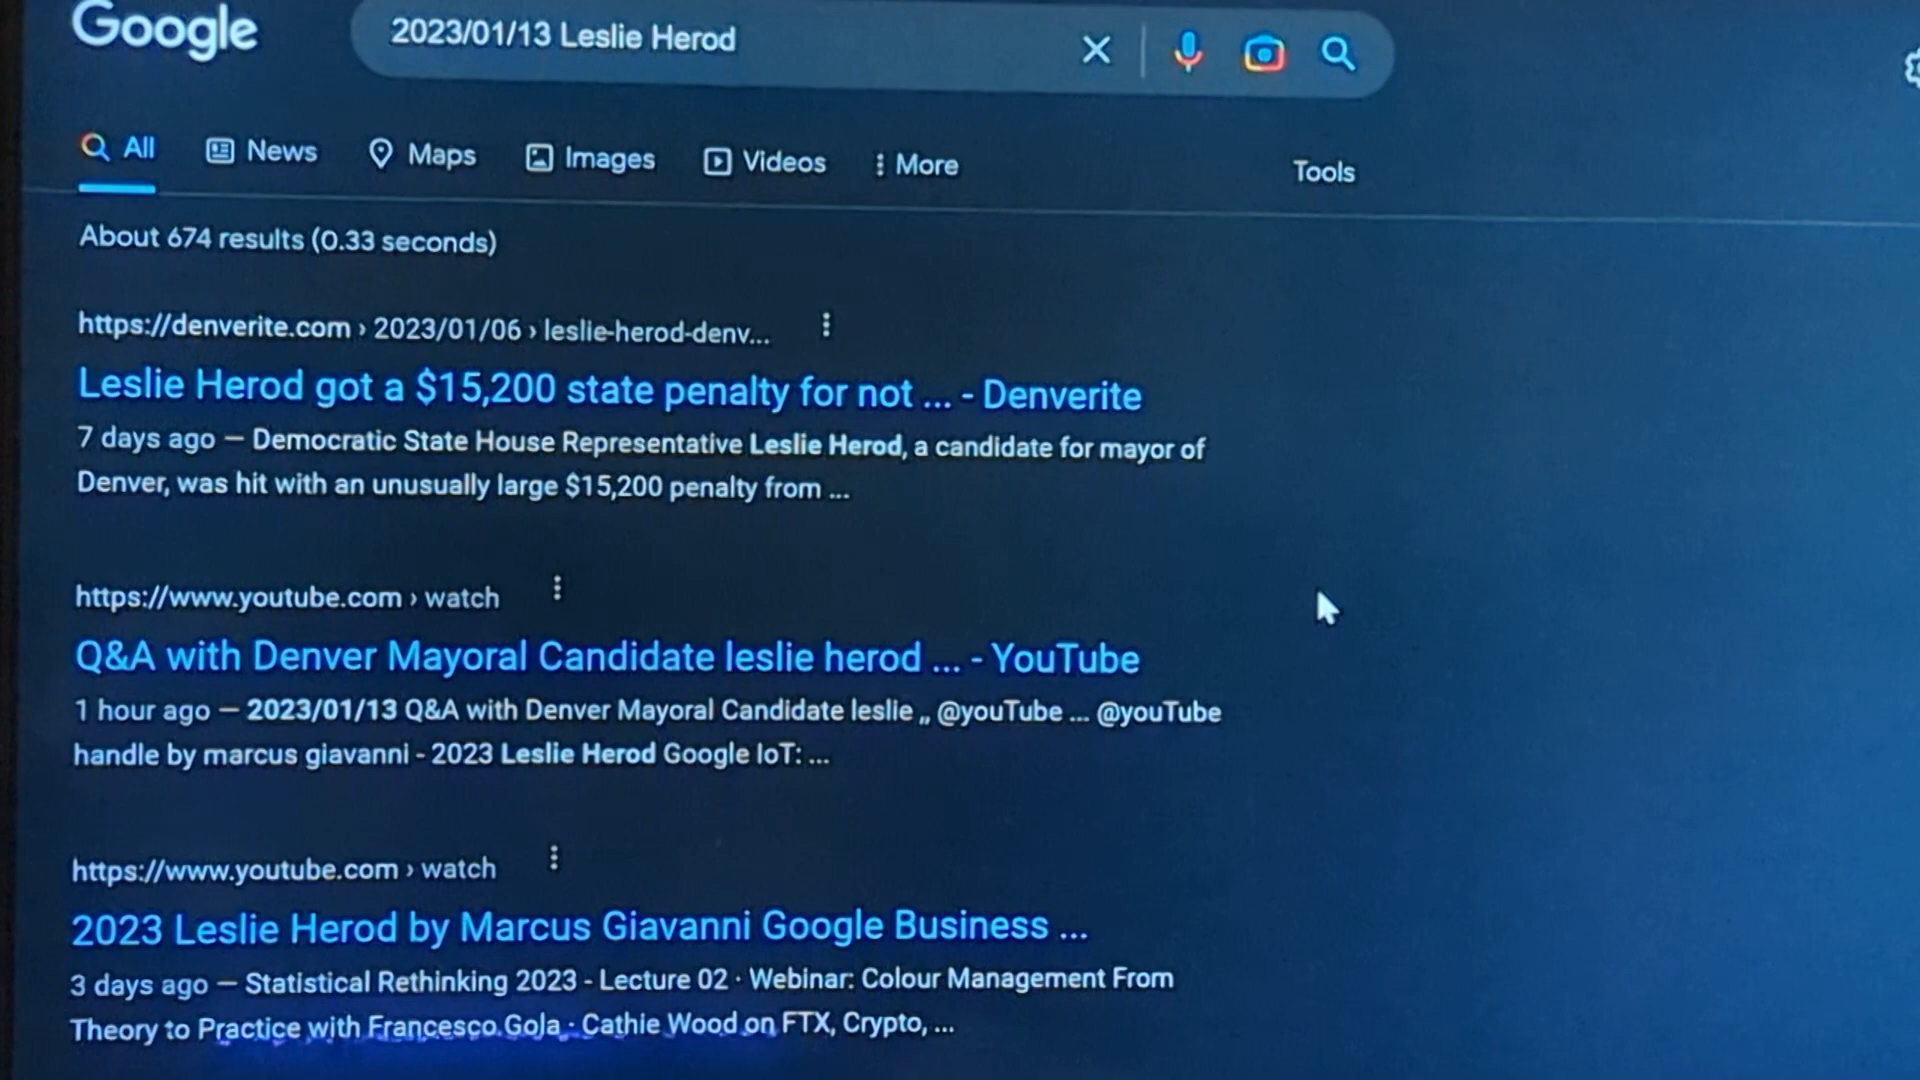 Google
2023/01/13 Leslie Herod
All News Maps Images Videos More Tools
About 674 results (0.33 seconds)
https://denverite.com › 2023/01/06 › leslie-herod-denv...
Leslie Herod got a $15,200 state penalty for not ... - Denverite
7 days ago — Democratic State House Representative Leslie Herod, a candidate for mayor of
Denver, was hit with an unusually large $15,200 penalty from ...
https://www.youtube.com › watch
Q&A with Denver Mayoral Candidate leslie herod ... - YouTube
1 hour ago — 2023/01/13 Q&A with Denver Mayoral Candidate leslie „ @youTube ... @youTube
handle by marcus giavanni - 2023 Leslie Herod Google IoT: ...
https://www.youtube.com › watch
2023 Leslie Herod by Marcus Giavanni Google Business ...
3 days ago — Statistical Rethinking 2023 - Lecture 02 · Webinar: Colour Management From
Theory to Practice with Francesco Gola · Cathie Wood on FTX, Crypto, ...